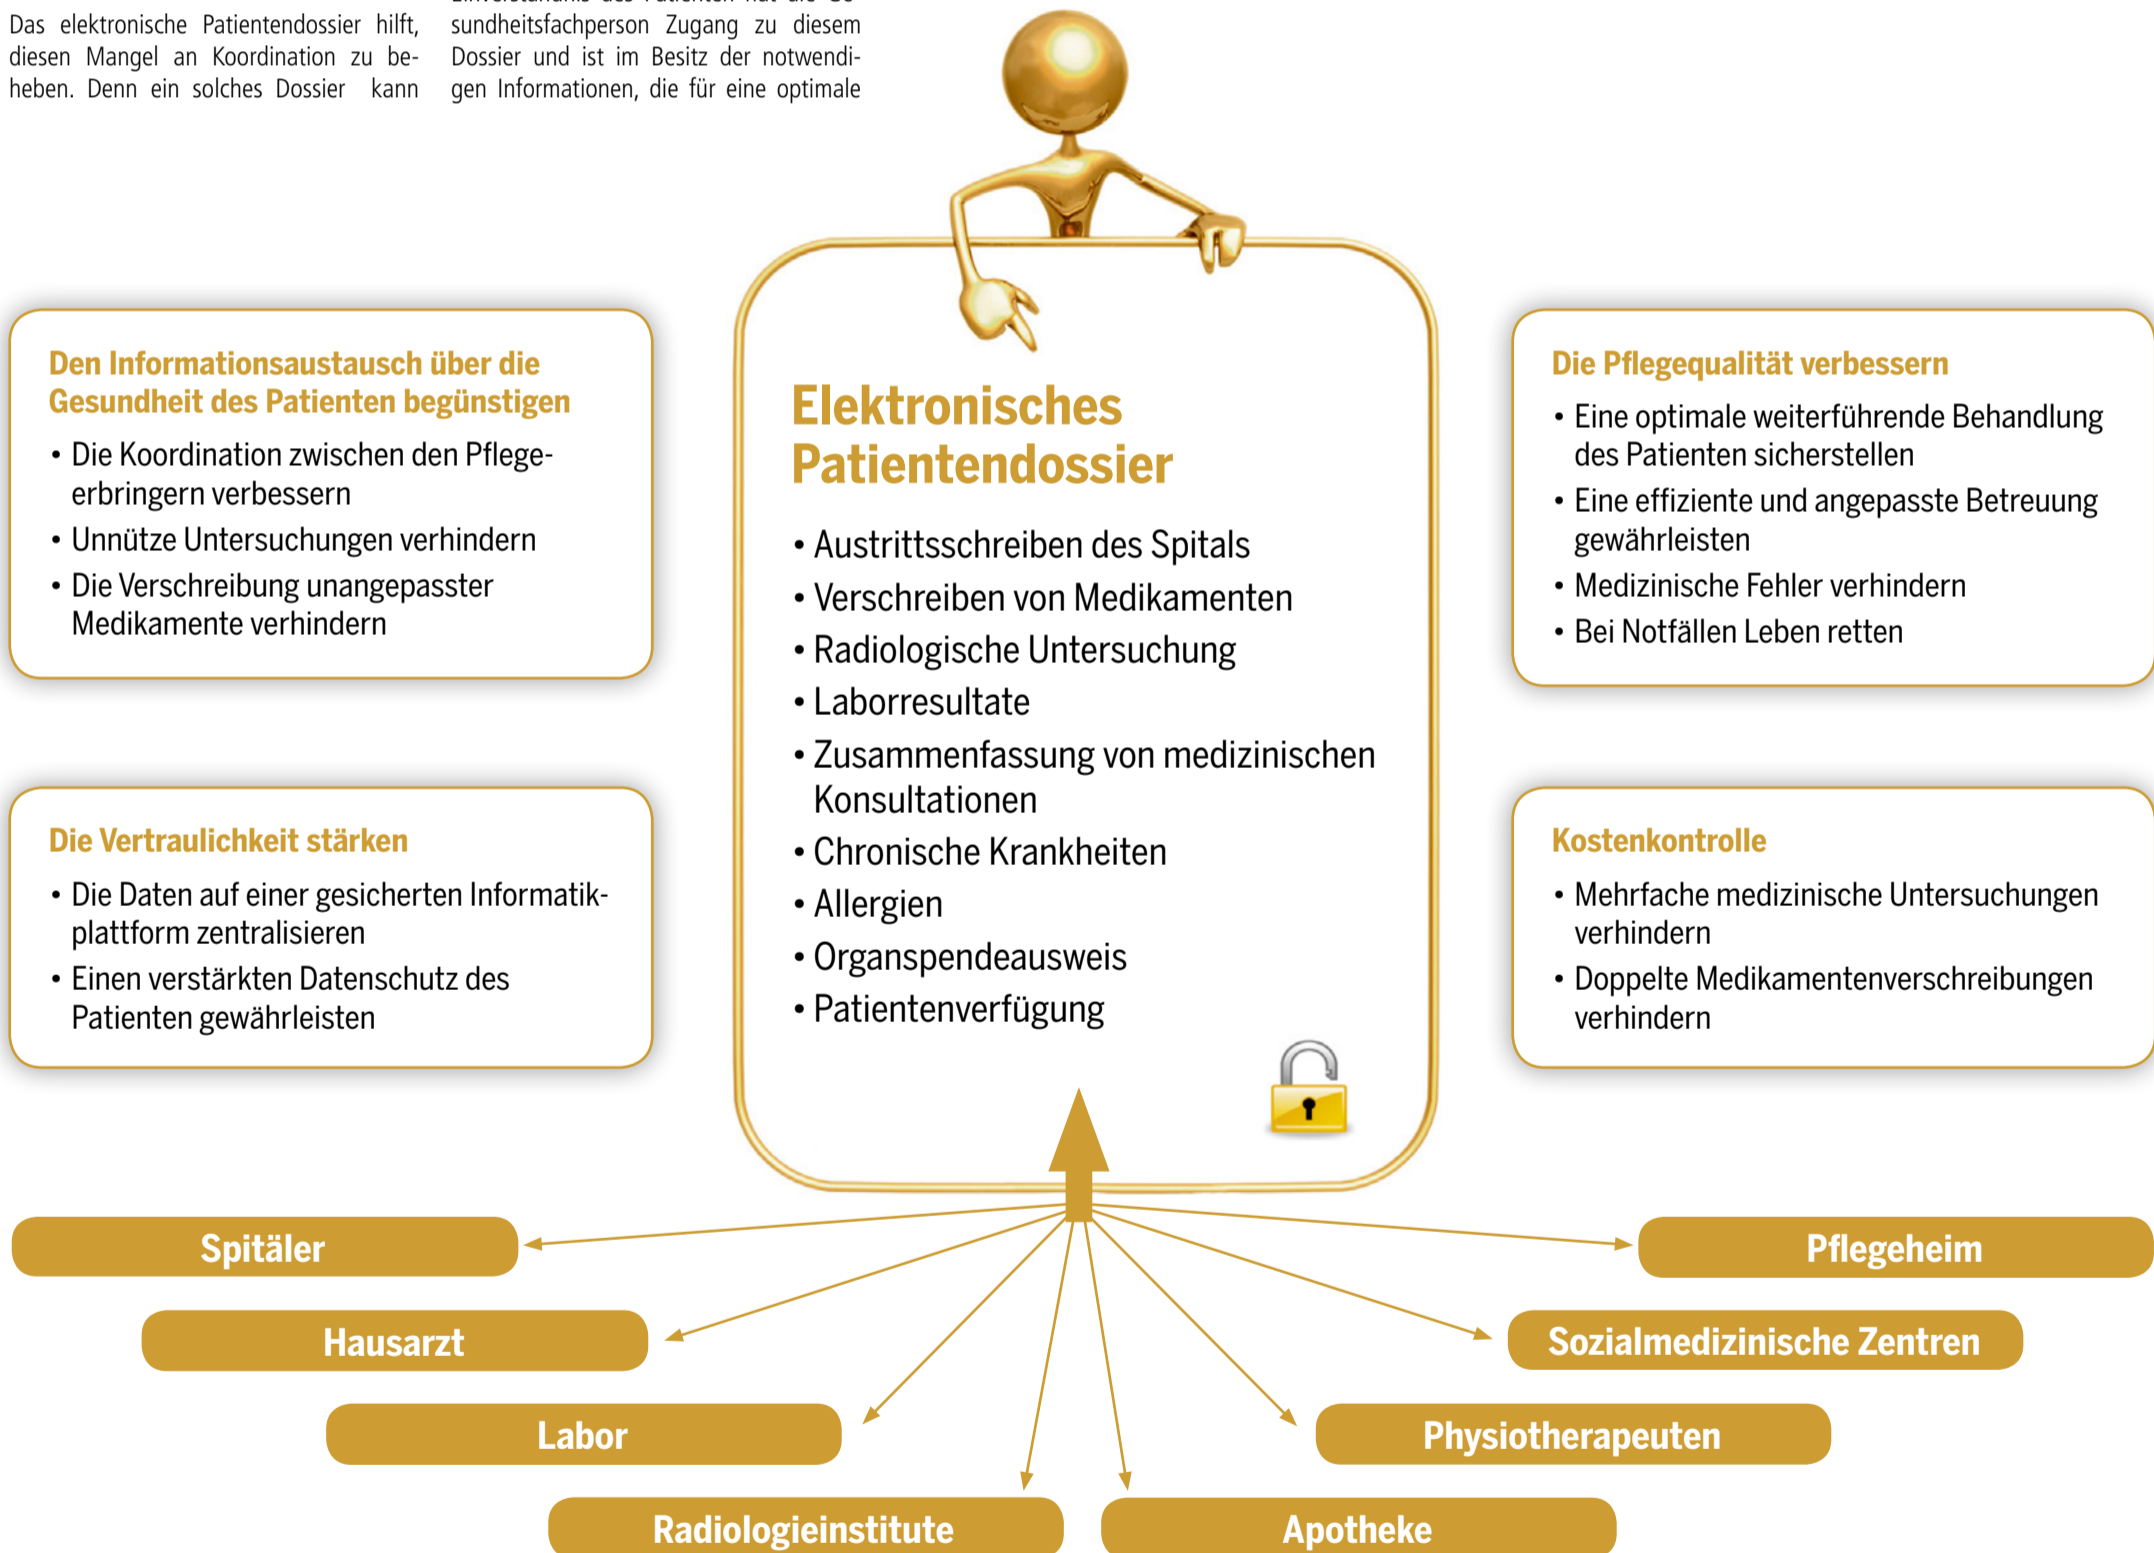 Das elektronische Patientendossier hilft,
diesen Mangel an Koordination zu be-
heben. Denn ein solches Dossier kann
Einverständnis des Patienten hat die Ge-
sundheitsfachperson Zugang zu diesem
Dossier und ist im Besitz der notwendi-
gen Informationen, die für eine optimale
Den Informationsaustausch über die
Gesundheit des Patienten begünstigen
• Die Koordination zwischen den Pflege-
erbringern verbessern
• Unnütze Untersuchungen verhindern
• Die Verschreibung unangepasster
Medikamente verhindern
Die Vertraulichkeit stärken
• Die Daten auf einer gesicherten Informatik-
plattform zentralisieren
• Einen verstärkten Datenschutz des
Patienten gewährleisten
Elektronisches
Patientendossier
• Austrittsschreiben des Spitals
• Verschreiben von Medikamenten
• Radiologische Untersuchung
• Laborresultate
• Zusammenfassung von medizinischen
Konsultationen
• Chronische Krankheiten
• Allergien
• Organspendeausweis
• Patientenverfügung
Die Pflegequalität verbessern
• Eine optimale weiterführende Behandlung
des Patienten sicherstellen
• Eine effiziente und angepasste Betreuung
gewährleisten
• Medizinische Fehler verhindern
• Bei Notfällen Leben retten
Kostenkontrolle
• Mehrfache medizinische Untersuchungen
verhindern
• Doppelte Medikamentenverschreibungen
verhindern
Spitäler
Pflegeheim
Hausarzt
Sozialmedizinische Zentren
Labor
Physiotherapeuten
Radiologieinstitute
Apotheke